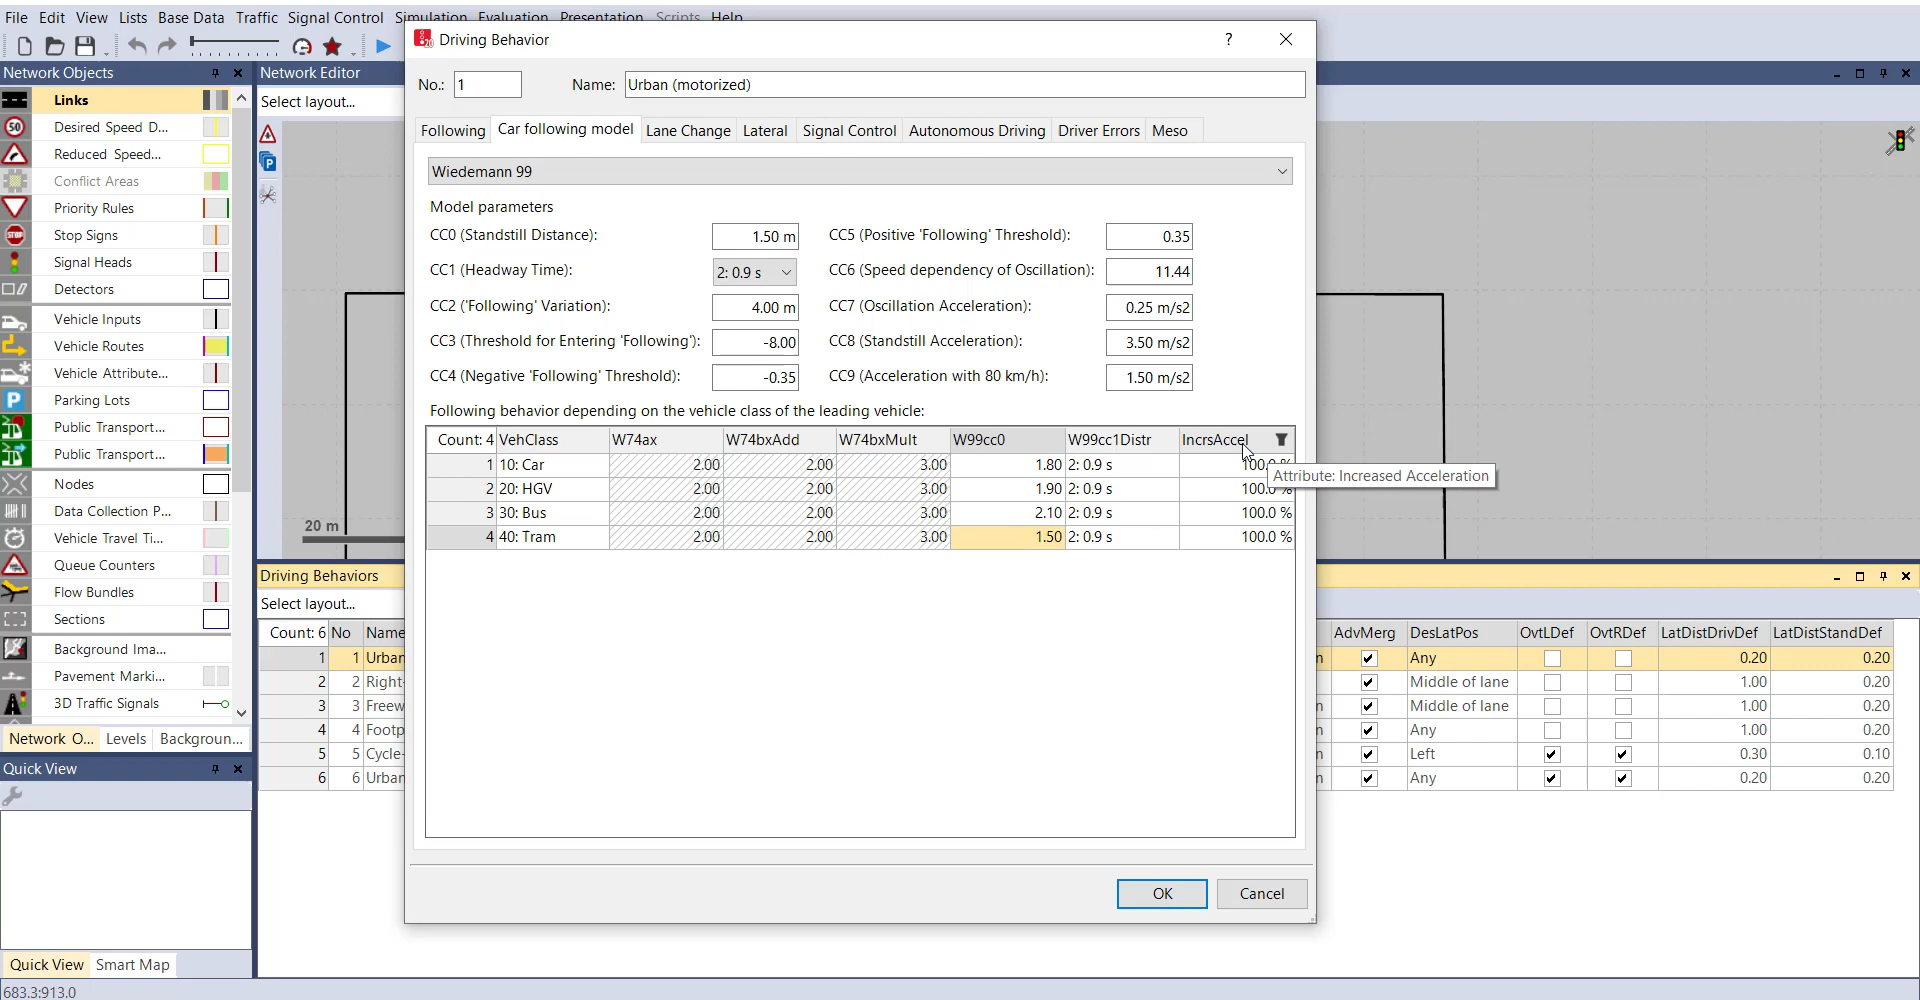 File Edit View Lists Base Data Traffic Signal Control Simulation Evaluation Presentation Scripts Help
Network Objects
Links
50 Desired Speed D...
Reduced Speed...
Conflict Areas
Priority Rules
STOP Stop Signs
Signal Heads
Detectors
Vehicle Inputs
Vehicle Routes
Vehicle Attribute...
P Parking Lots
Public Transport...
Public Transport...
Nodes
Data Collection P...
Vehicle Travel Ti...
Queue Counters
Flow Bundles
Sections
Background Ima...
Pavement Marki...
3D Traffic Signals
Network O... Levels Backgroun...
Quick View
Quick View Smart Map
683.3:913.0
Network Editor
Select layout...
P
20 m
Driving Behavior
?
No.: 1 Name: Urban (motorized)
Following Car following model Lane Change Lateral Signal Control Autonomous Driving Driver Errors Meso
Wiedemann 99
Model parameters
CC0 (Standstill Distance): 1.50 m CC5 (Positive 'Following' Threshold): 0.35
CC1 (Headway Time): 2: 0.9 s CC6 (Speed dependency of Oscillation): 11.44
CC2 ('Following' Variation): 4.00 m CC7 (Oscillation Acceleration): 0.25 m/s2
CC3 (Threshold for Entering 'Following'): -8.00 CC8 (Standstill Acceleration): 3.50 m/s2
CC4 (Negative 'Following' Threshold): -0.35 CC9 (Acceleration with 80 km/h): 1.50 m/s2
Following behavior depending on the vehicle class of the leading vehicle:
Count: 4 VehClass W74ax W74bxAdd W74bxMult W99cc0 W99cc1Distr IncrsAccel
1 10: Car 2.00 2.00 3.00 1.80 2: 0.9 s 100.0 %
2 20: HGV 2.00 2.00 3.00 1.90 2: 0.9 s 100.0 %
3 30: Bus 2.00 2.00 3.00 2.10 2: 0.9 s 100.0 %
4 40: Tram 2.00 2.00 3.00 1.50 2: 0.9 s 100.0 %
Attribute: Increased Acceleration
OK Cancel
Driving Behaviors
Select layout...
Count: 6 No Name AdvMerg DesLatPos OvtLDef OvtRDef LatDistDrivDef LatDistStandDef
1 1 Urban n Any 0.20 0.20
2 2 Right- Middle of lane 1.00 0.20
3 3 Freew n Middle of lane 1.00 0.20
4 4 Footp n Any 1.00 0.20
5 5 Cycle- n Left 0.30 0.10
6 6 Urban n Any 0.20 0.20